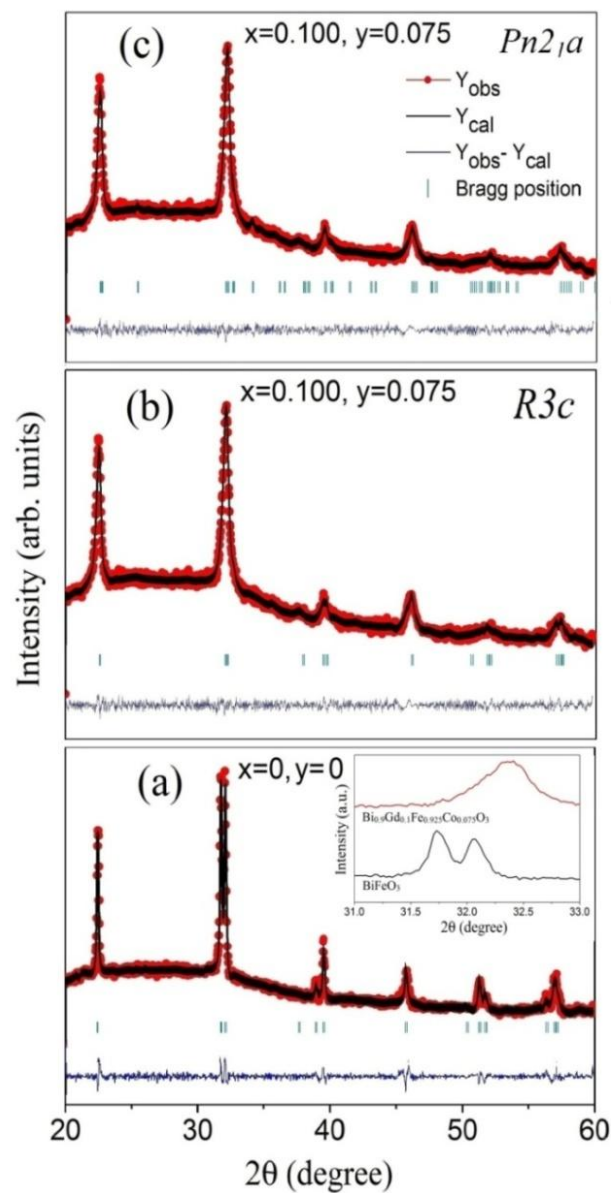 (c) x=0.100, y=0.075 Pn2₁a
Y_obs
Y_cal
Y_obs- Y_cal
Bragg position
(b) x=0.100, y=0.075 R3c
Intensity (arb. units)
(a) x=0, y=0
Intensity (a.u.)
Bi₀.₉Gd₀.₁Fe₀.₉₂₅Co₀.₀₇₅O₃
BiFeO₃
31.0 31.5 32.0 32.5 33.0
2θ (degree)
20 30 40 50 60
2θ (degree)